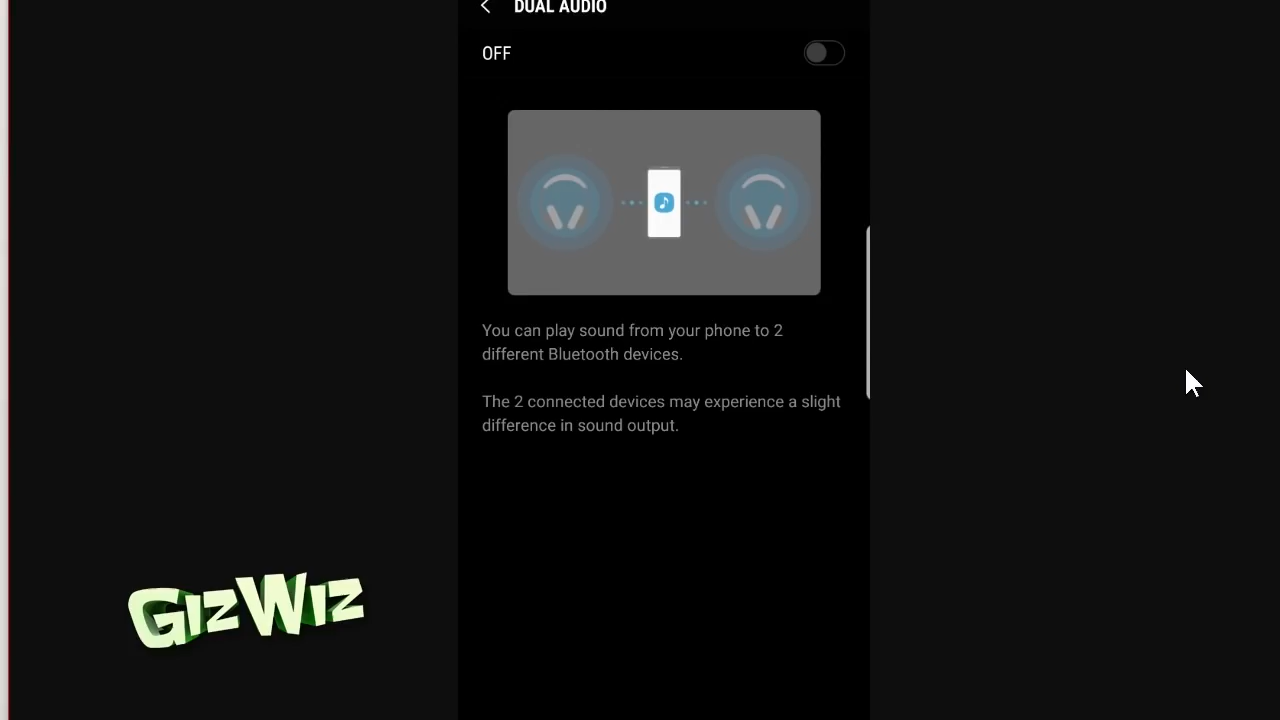 DUAL AUDIO
OFF
You can play sound from your phone to 2
different Bluetooth devices.
The 2 connected devices may experience a slight
difference in sound output.
GIZWIZ